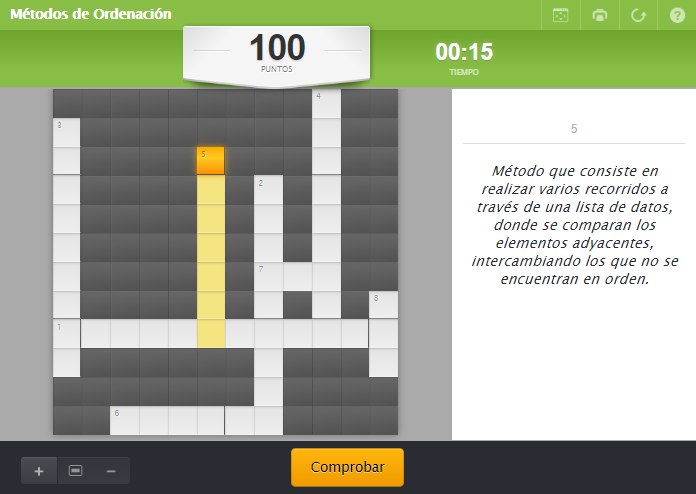 Métodos de Ordenación
100
PUNTOS
00:15
TIEMPO
4
3
5
2
7
8
1
6
5
Método que consiste en
realizar varios recorridos a
través de una lista de datos,
donde se comparan los
elementos adyacentes,
intercambiando los que no se
encuentran en orden.
Comprobar